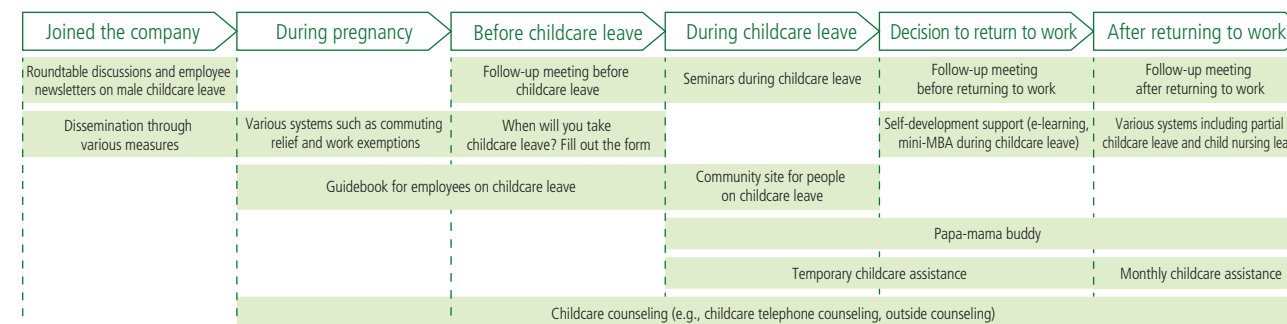 Joined the company
During pregnancy
Before childcare leave
During childcare leave
Decision to return to work
After returning to work
Roundtable discussions and employee
newsletters on male childcare leave
Follow-up meeting before
childcare leave
Seminars during childcare leave
Follow-up meeting
before returning to work
Follow-up meeting
after returning to work
Dissemination through
various measures
Various systems such as commuting
relief and work exemptions
When will you take
childcare leave? Fill out the form
Self-development support (e-learning,
mini-MBA during childcare leave)
Various systems including partial
childcare leave and child nursing lea
Guidebook for employees on childcare leave
Community site for people
on childcare leave
Papa-mama buddy
Temporary childcare assistance
Monthly childcare assistance
Childcare counseling (e.g., childcare telephone counseling, outside counseling)